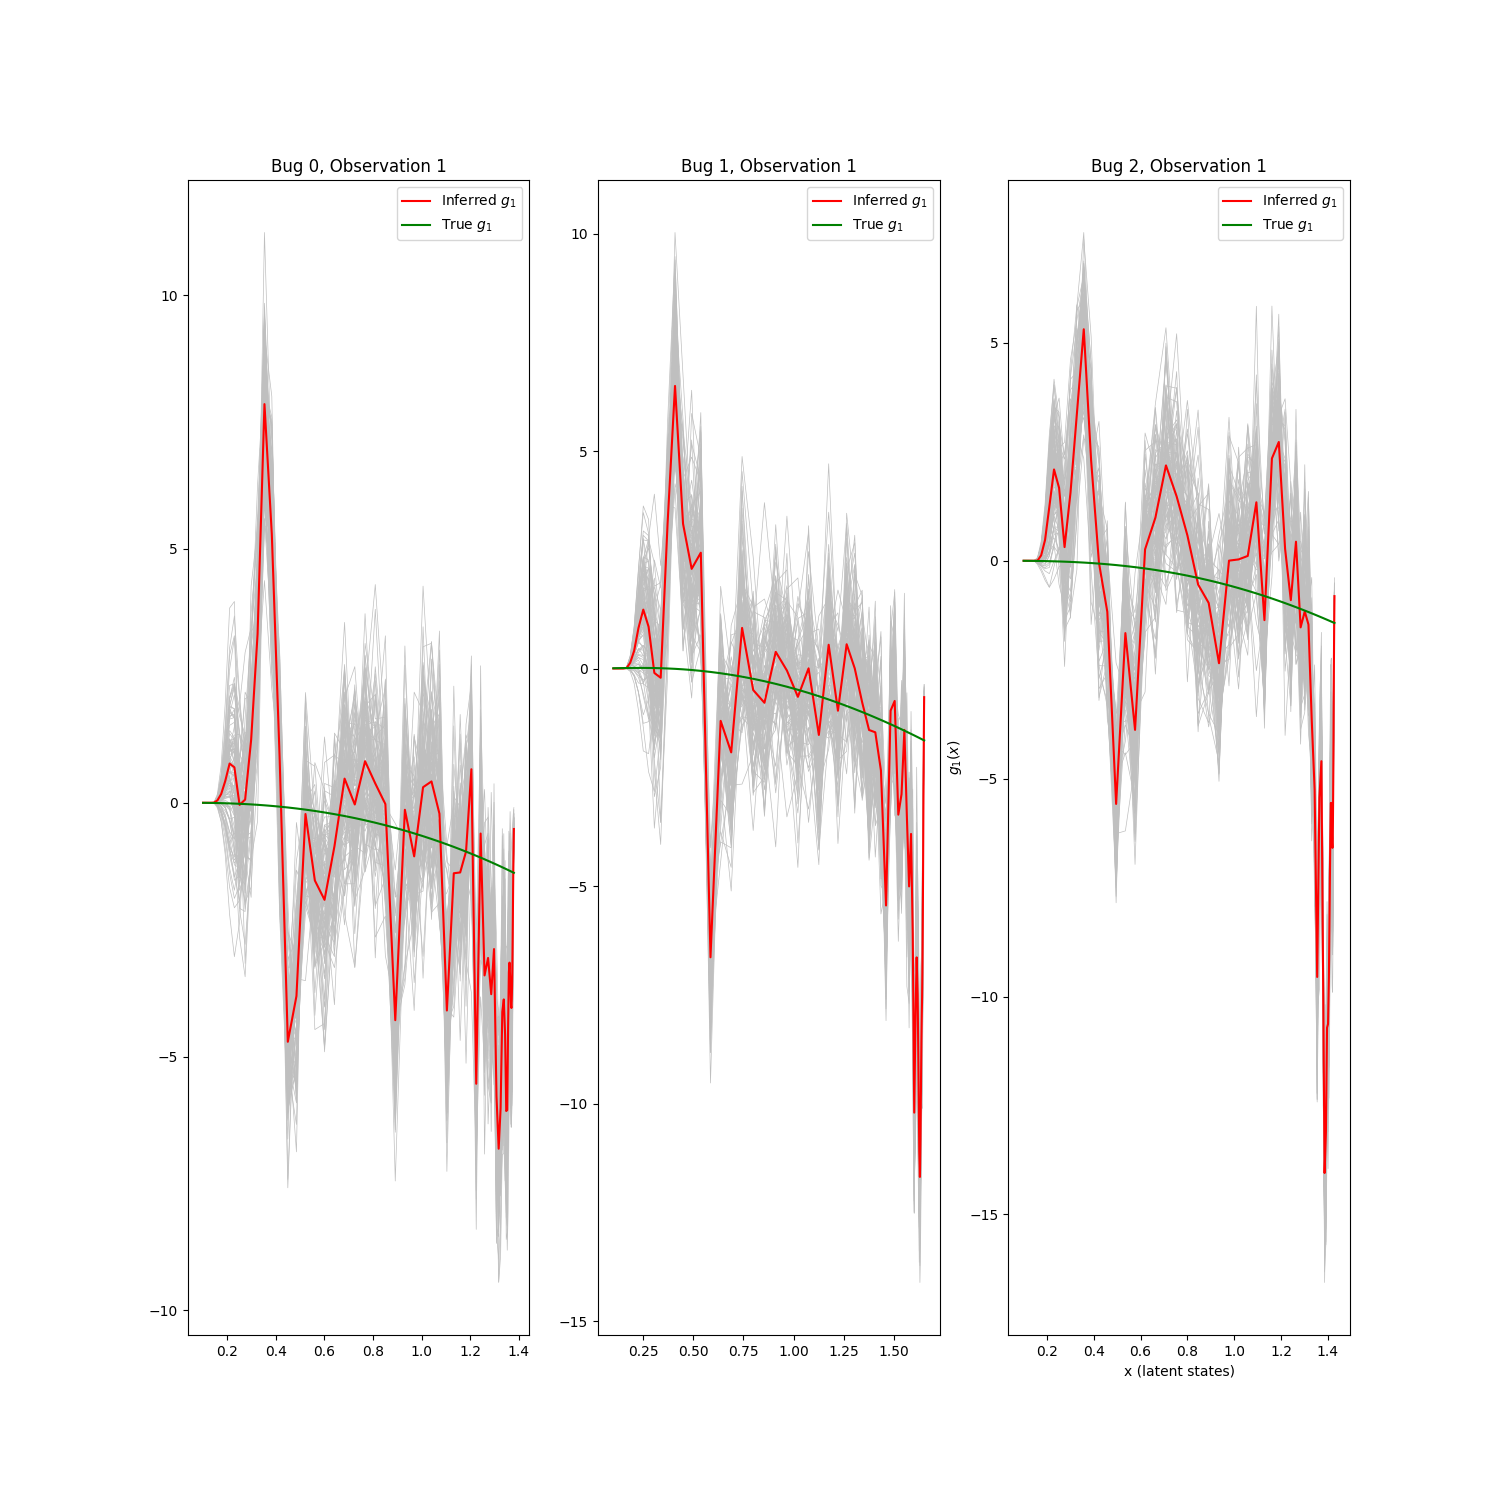 Bug 0, Observation 1
Inferred g₁
True g₁
10
5
0
−5
−10
0.2 0.4 0.6 0.8 1.0 1.2 1.4
Bug 1, Observation 1
Inferred g₁
True g₁
10
5
0
−5
−10
−15
0.25 0.50 0.75 1.00 1.25 1.50
Bug 2, Observation 1
Inferred g₁
True g₁
g₁(x)
5
0
−5
−10
−15
0.2 0.4 0.6 0.8 1.0 1.2 1.4
x (latent states)